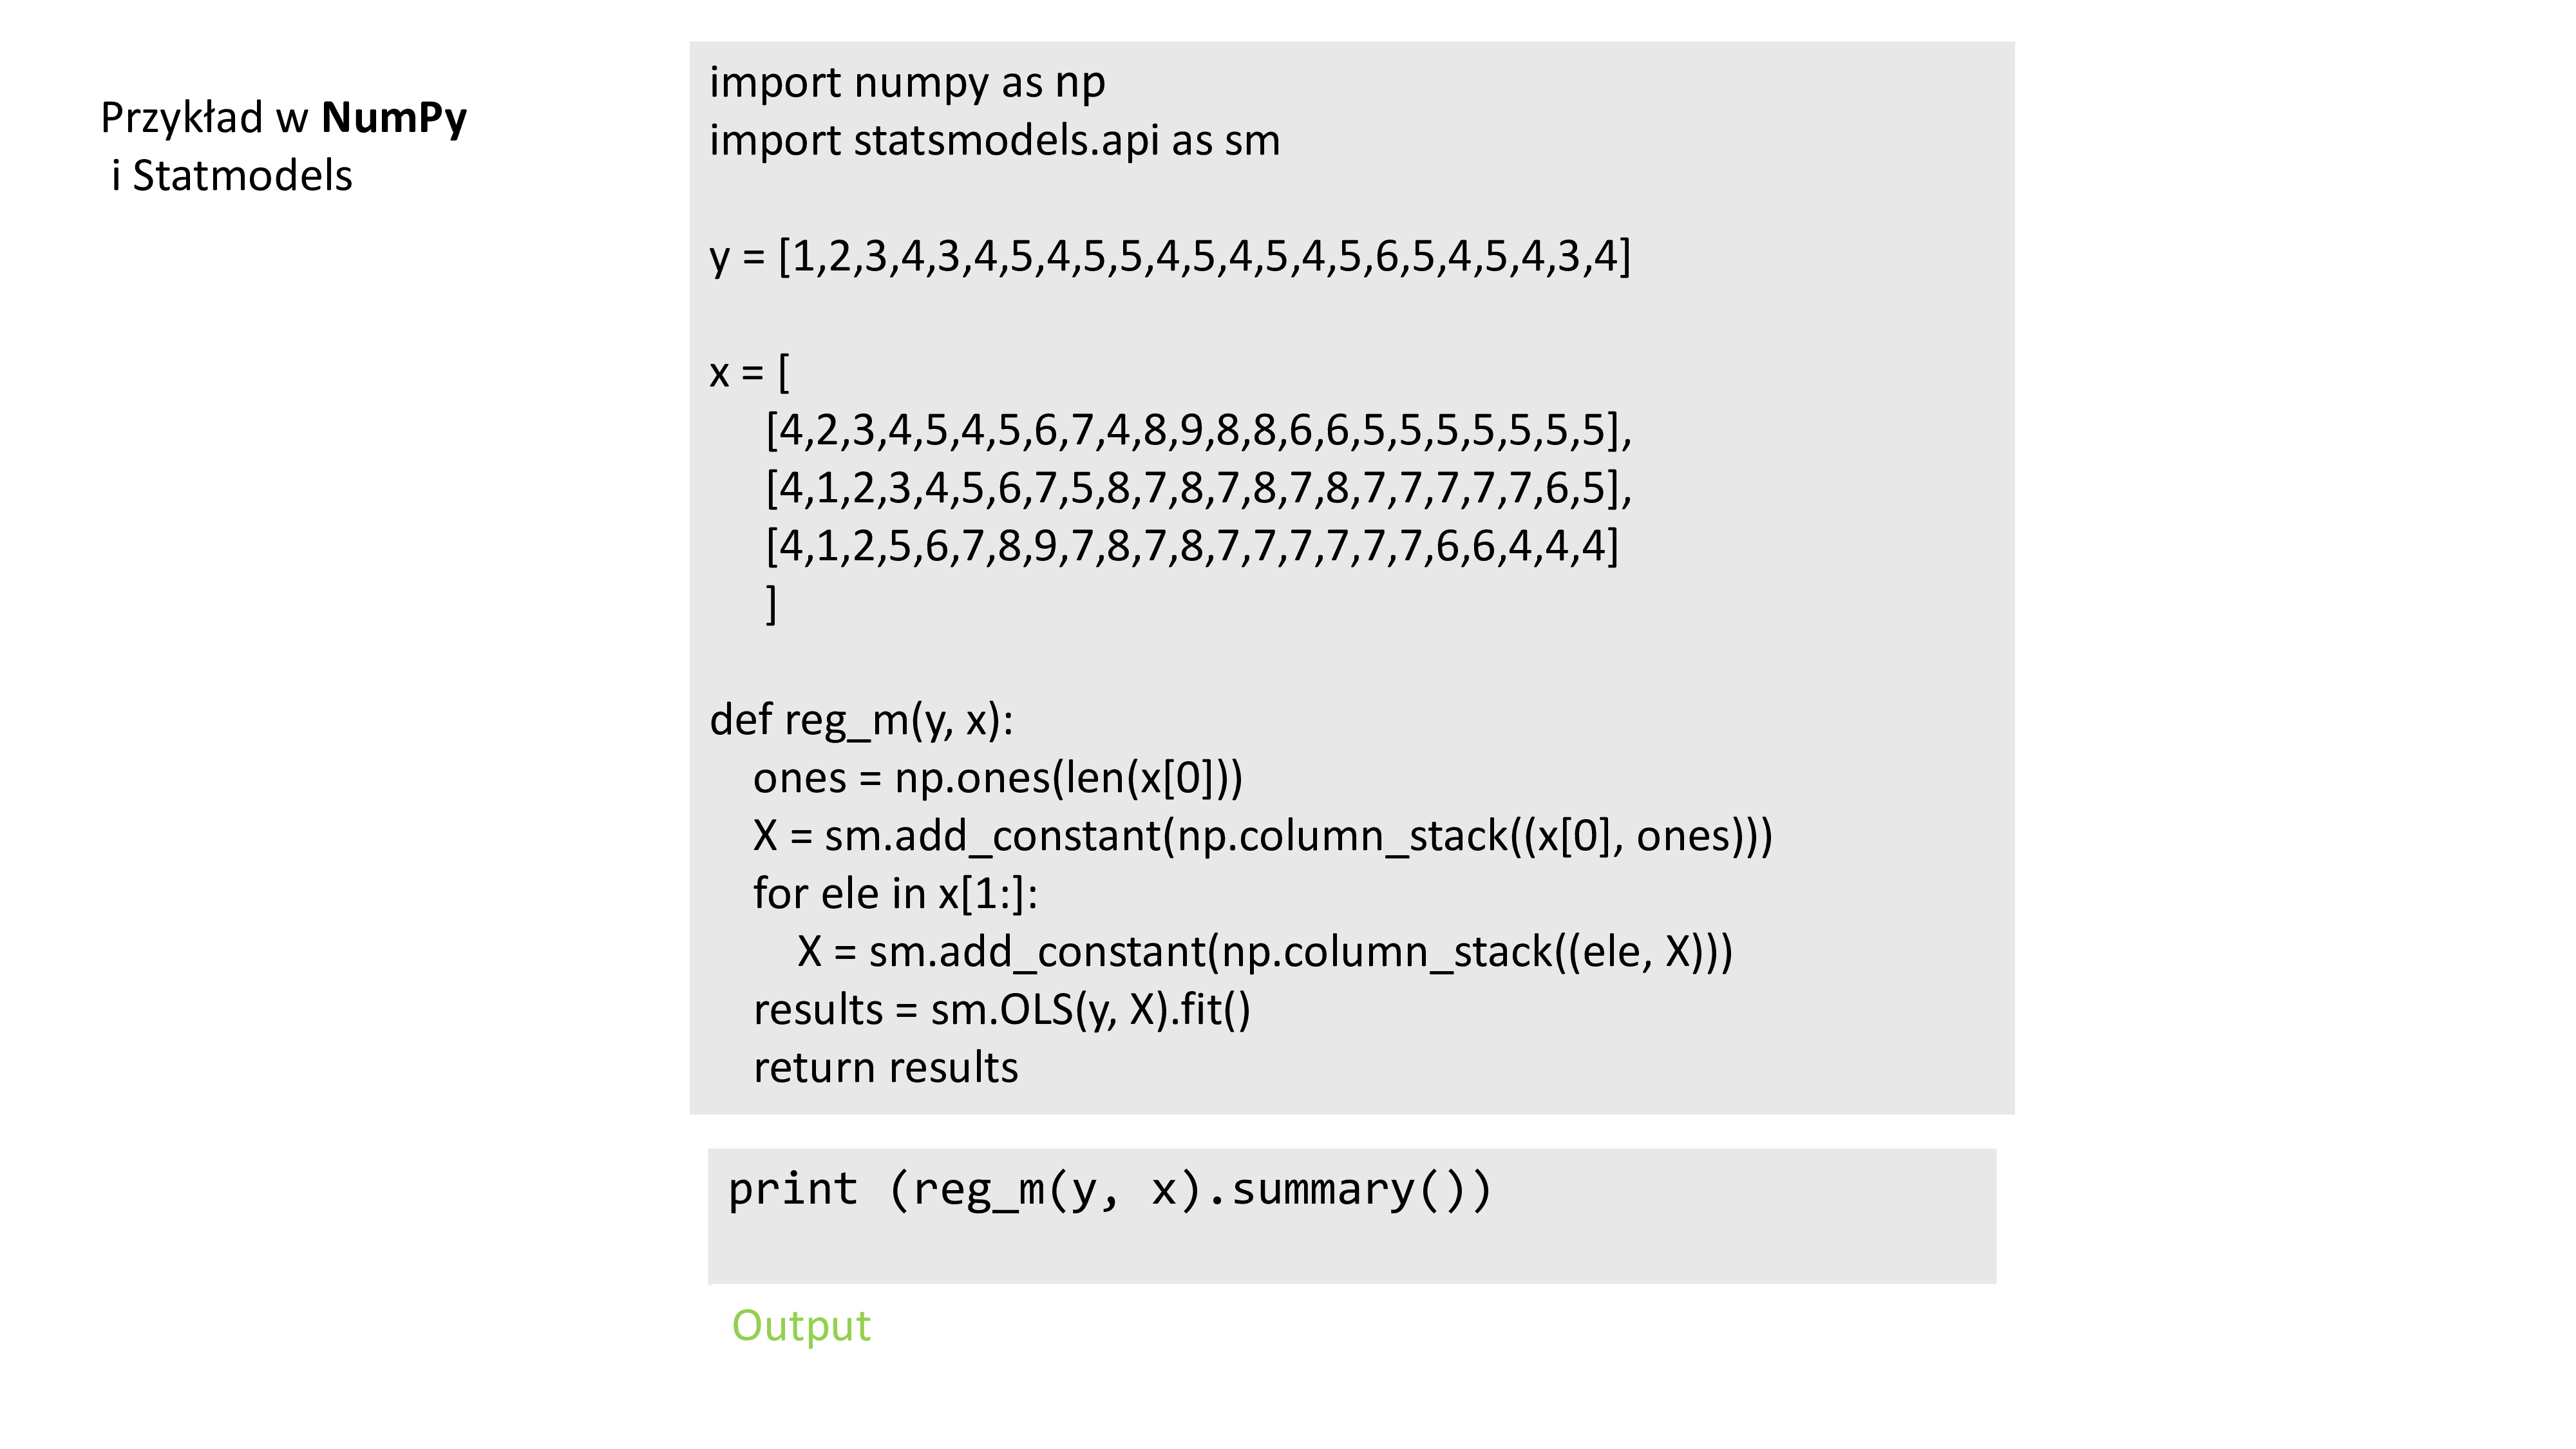 Przykład w NumPy
i Statmodels
import numpy as np
import statsmodels.api as sm
y = [1,2,3,4,3,4,5,4,5,5,4,5,4,5,4,5,6,5,4,5,4,3,4]
x = [
[4,2,3,4,5,4,5,6,7,4,8,9,8,8,6,6,5,5,5,5,5,5,5],
[4,1,2,3,4,5,6,7,5,8,7,8,7,8,7,8,7,7,7,7,7,6,5],
[4,1,2,5,6,7,8,9,7,8,7,8,7,7,7,7,7,7,6,6,4,4,4]
]
def reg_m(y, x):
ones = np.ones(len(x[0]))
X = sm.add_constant(np.column_stack((x[0], ones)))
for ele in x[1:]:
X = sm.add_constant(np.column_stack((ele, X)))
results = sm.OLS(y, X).fit()
return results
print (reg_m(y, x).summary())
Output